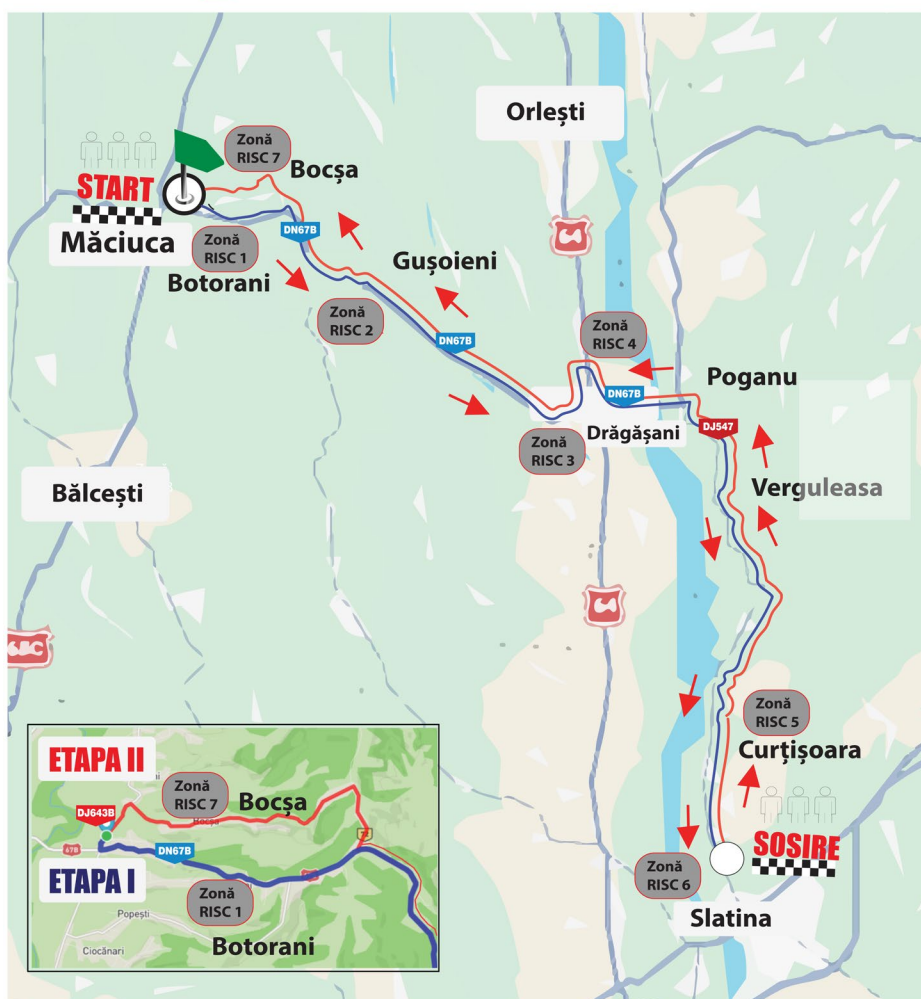 Orlești
Zonă
RISC 7
Bocșa
START
Măciuca
Zonă
RISC 1
Botorani
DN67B
Gușoieni
Zonă
RISC 2
DN67B
Zonă
RISC 4
Poganu
DN67B
DJ547
Drăgășani
Zonă
RISC 3
Verguleasa
Bălcești
Zonă
RISC 5
Curțișoara
SOSIRE
Zonă
RISC 6
Slatina
ETAPA II
Zonă
RISC 7
Bocșa
DJ643B
67B
DN67B
ETAPA I
Zonă
RISC 1
Popești
Botorani
Ciocănari